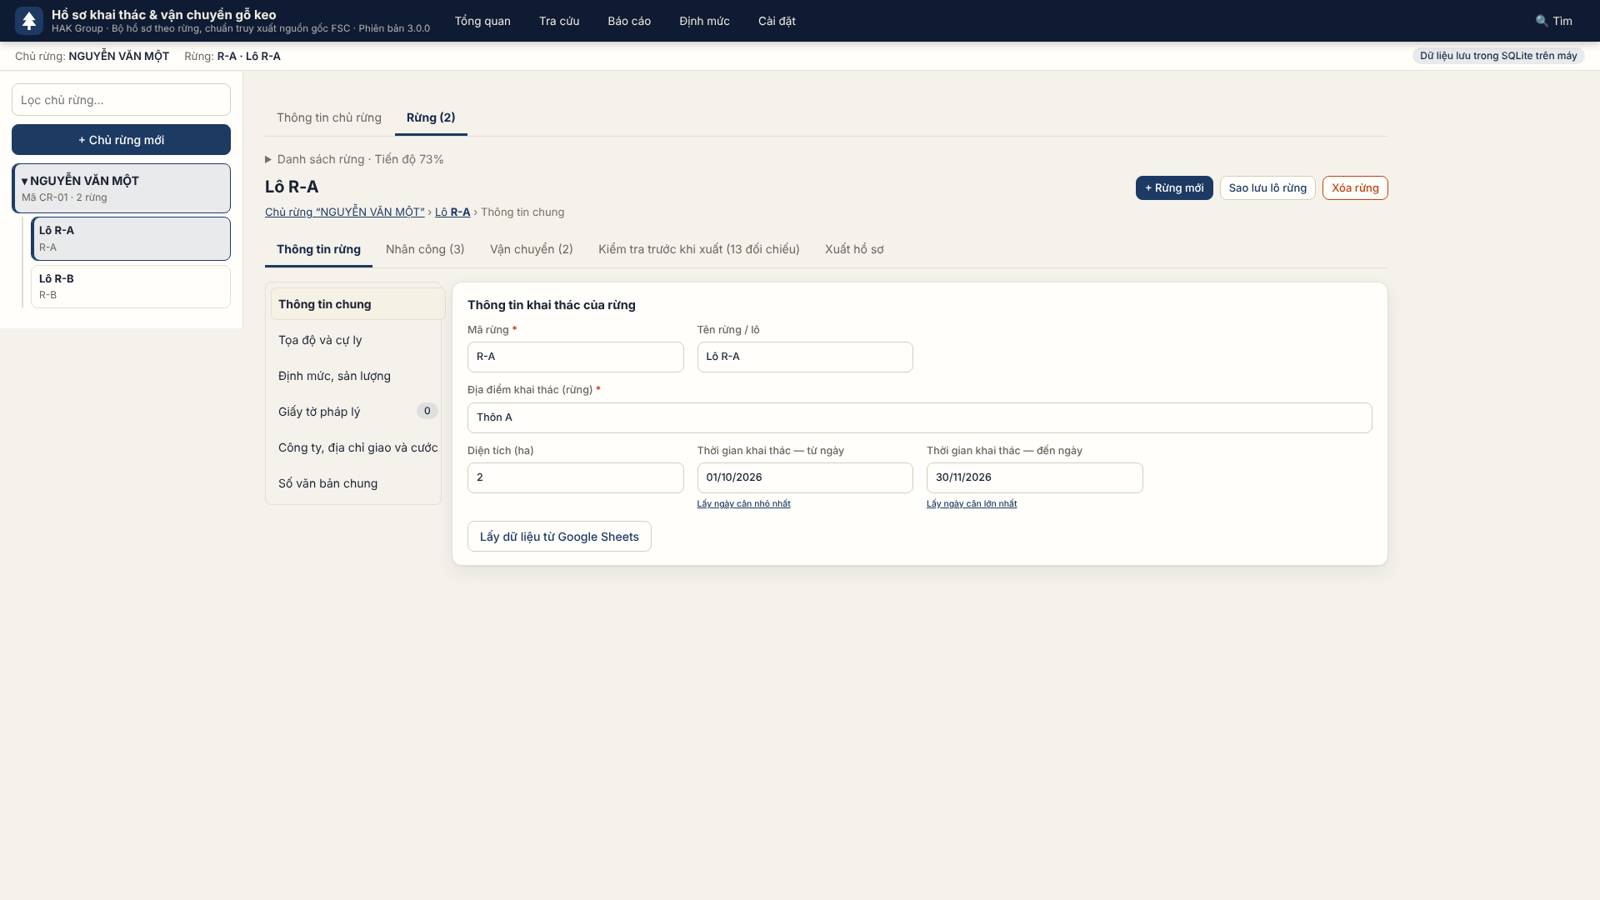 Hồ sơ khai thác & vận chuyển gỗ keo
HAK Group · Bộ hồ sơ theo rừng, chuẩn truy xuất nguồn gốc FSC · Phiên bản 3.0.0
Tổng quan
Tra cứu
Báo cáo
Định mức
Cài đặt
🔍 Tìm
Chủ rừng: NGUYỄN VĂN MỘT
Rừng: R-A · Lô R-A
Dữ liệu lưu trong SQLite trên máy
Lọc chủ rừng...
+ Chủ rừng mới
▾ NGUYỄN VĂN MỘT
Mã CR-01 · 2 rừng
Lô R-A
R-A
Lô R-B
R-B
Thông tin chủ rừng
Rừng (2)
▶ Danh sách rừng · Tiến độ 73%
Lô R-A
+ Rừng mới
Sao lưu lô rừng
Xóa rừng
Chủ rừng “NGUYỄN VĂN MỘT” › Lô R-A › Thông tin chung
Thông tin rừng
Nhân công (3)
Vận chuyển (2)
Kiểm tra trước khi xuất (13 đối chiếu)
Xuất hồ sơ
Thông tin chung
Tọa độ và cự ly
Định mức, sản lượng
Giấy tờ pháp lý
0
Công ty, địa chỉ giao và cước
Số văn bản chung
Thông tin khai thác của rừng
Mã rừng *
Tên rừng / lô
R-A
Lô R-A
Địa điểm khai thác (rừng) *
Thôn A
Diện tích (ha)
Thời gian khai thác — từ ngày
Thời gian khai thác — đến ngày
2
01/10/2026
30/11/2026
Lấy ngày cân nhỏ nhất
Lấy ngày cân lớn nhất
Lấy dữ liệu từ Google Sheets